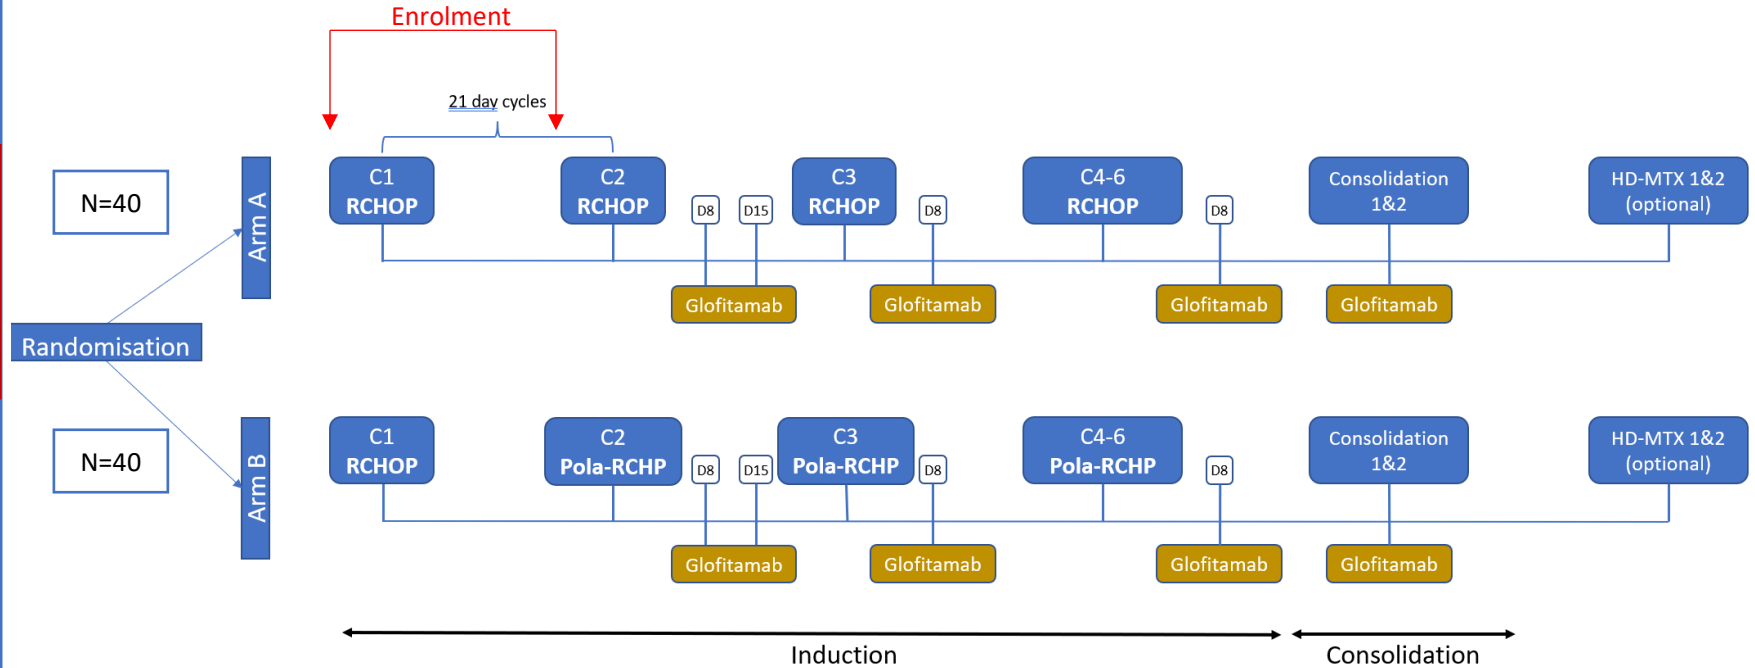 Enrolment
21 day cycles
N=40
Arm A
C1
RCHOP
C2
RCHOP
D8
D15
C3
RCHOP
D8
C4-6
RCHOP
D8
Consolidation
1&2
HD-MTX 1&2
(optional)
Glofitamab
Glofitamab
Glofitamab
Glofitamab
Randomisation
N=40
Arm B
C1
RCHOP
C2
Pola-RCHP
D8
D15
C3
Pola-RCHP
D8
C4-6
Pola-RCHP
D8
Consolidation
1&2
HD-MTX 1&2
(optional)
Glofitamab
Glofitamab
Glofitamab
Glofitamab
Induction
Consolidation